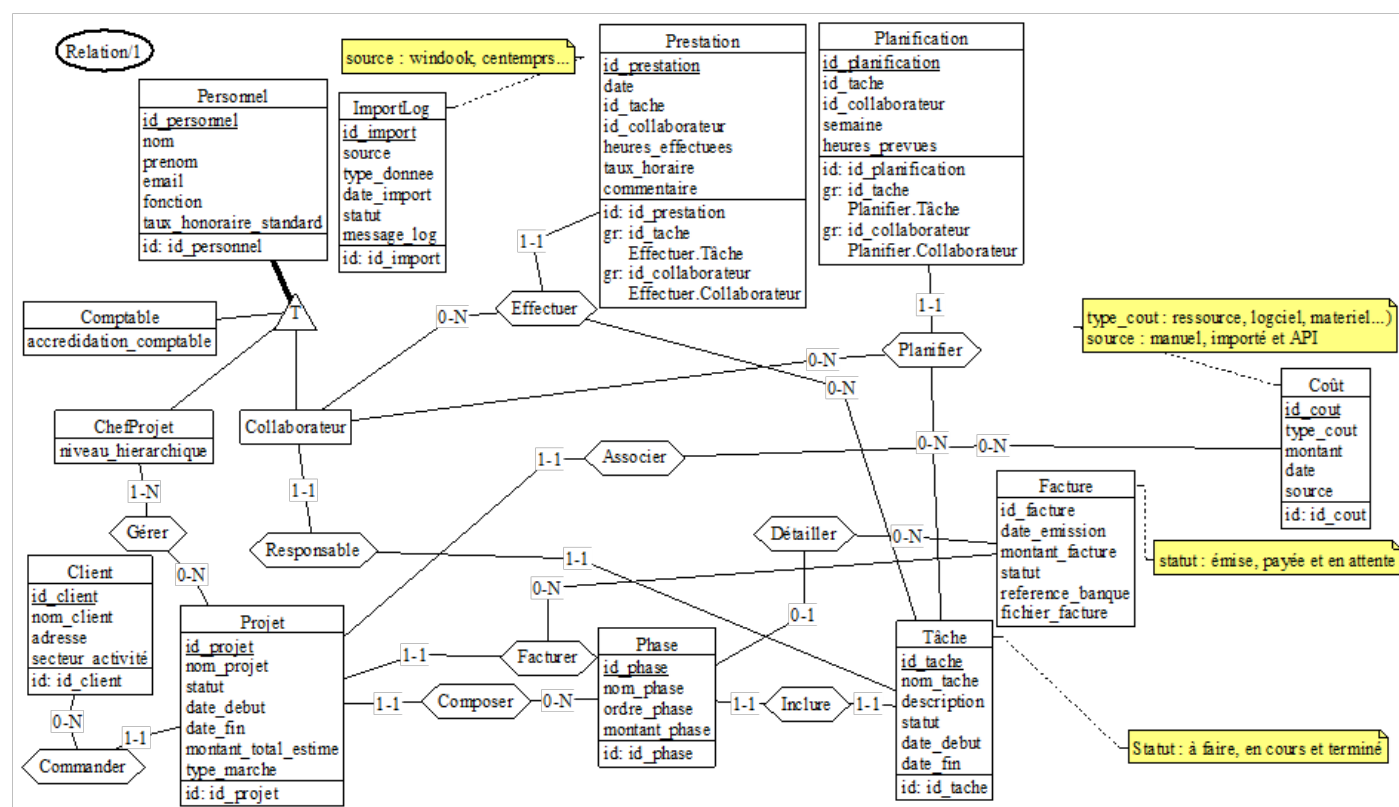 Relation/1
source : windook, centemprs...
Personnel
id_personnel
nom
prenom
email
fonction
taux_honoraire_standard
id: id_personnel
ImportLog
id_import
source
type_donnee
date_import
statut
message_log
id: id_import
Prestation
id_prestation
date
id_tache
id_collaborateur
heures_effectuees
taux_horaire
commentaire
id: id_prestation
gr: id_tache
Effectuer.Tâche
gr: id_collaborateur
Effectuer.Collaborateur
Planification
id_planification
id_tache
id_collaborateur
semaine
heures_prevues
id: id_planification
gr: id_tache
Planifier.Tâche
gr: id_collaborateur
Planifier.Collaborateur
1-1
Effectuer
0-N
T
Comptable
accredidation_comptable
1-1
Planifier
0-N
0-N
type_cout : ressource, logciel, materiel...)
source : manuel, importé et API
Coût
id_cout
type_cout
montant
date
source
id: id_cout
ChefProjet
niveau_hierarchique
Collaborateur
1-1
Associer
0-N
0-N
1-N
Gérer
0-N
1-1
Responsable
1-1
Facture
id_facture
date_emission
montant_facture
statut
reference_banque
fichier_facture
statut : émise, payée et en attente
Détailler
0-N
0-1
Client
id_client
nom_client
adresse
secteur_activité
id: id_client
0-N
Commander
1-1
Projet
id_projet
nom_projet
statut
date_debut
date_fin
montant_total_estime
type_marche
id: id_projet
0-N
1-1
Facturer
1-1
Composer
0-N
Phase
id_phase
nom_phase
ordre_phase
montant_phase
id: id_phase
1-1
Inclure
1-1
Tâche
id_tache
nom_tache
description
statut
date_debut
date_fin
id: id_tache
Statut : à faire, en cours et terminé